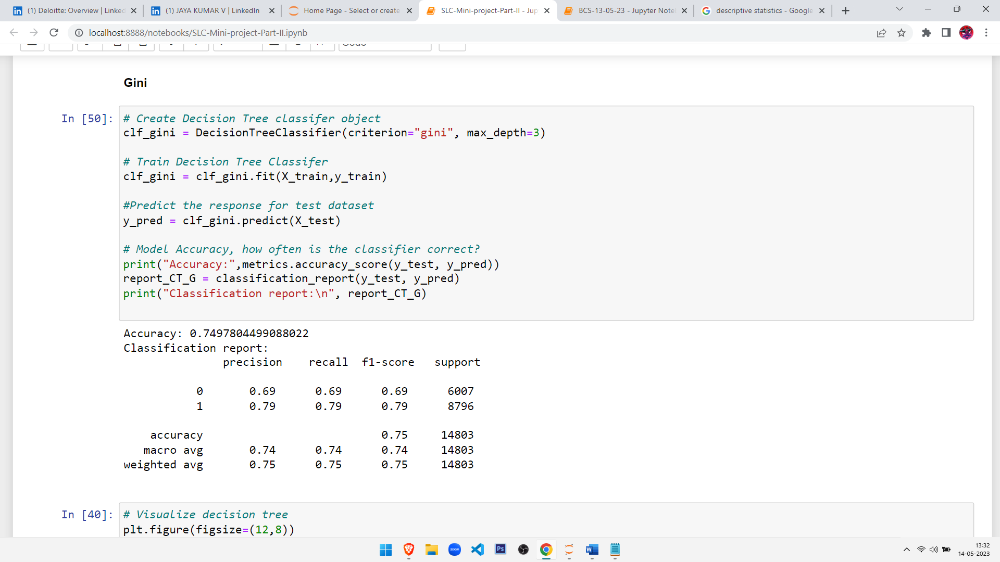 (1) Deloitte: Overview | Linked
(1) JAYA KUMAR V | LinkedIn
Home Page - Select or create
SLC-Mini-project-Part-II - Jup
BCS-13-05-23 - Jupyter Note
descriptive statistics - Google
localhost:8888/notebooks/SLC-Mini-project-Part-II.ipynb
Gini
In [50]:
# Create Decision Tree classifer object
clf_gini = DecisionTreeClassifier(criterion="gini", max_depth=3)
# Train Decision Tree Classifer
clf_gini = clf_gini.fit(X_train,y_train)
#Predict the response for test dataset
y_pred = clf_gini.predict(X_test)
# Model Accuracy, how often is the classifier correct?
print("Accuracy:",metrics.accuracy_score(y_test, y_pred))
report_CT_G = classification_report(y_test, y_pred)
print("Classification report:\n", report_CT_G)
Accuracy: 0.7497804499088022
Classification report:
precision recall f1-score support
0 0.69 0.69 0.69 6007
1 0.79 0.79 0.79 8796
accuracy 0.75 14803
macro avg 0.74 0.74 0.74 14803
weighted avg 0.75 0.75 0.75 14803
In [40]:
# Visualize decision tree
plt.figure(figsize=(12,8))
zoom
Ps
13:32
14-05-2023